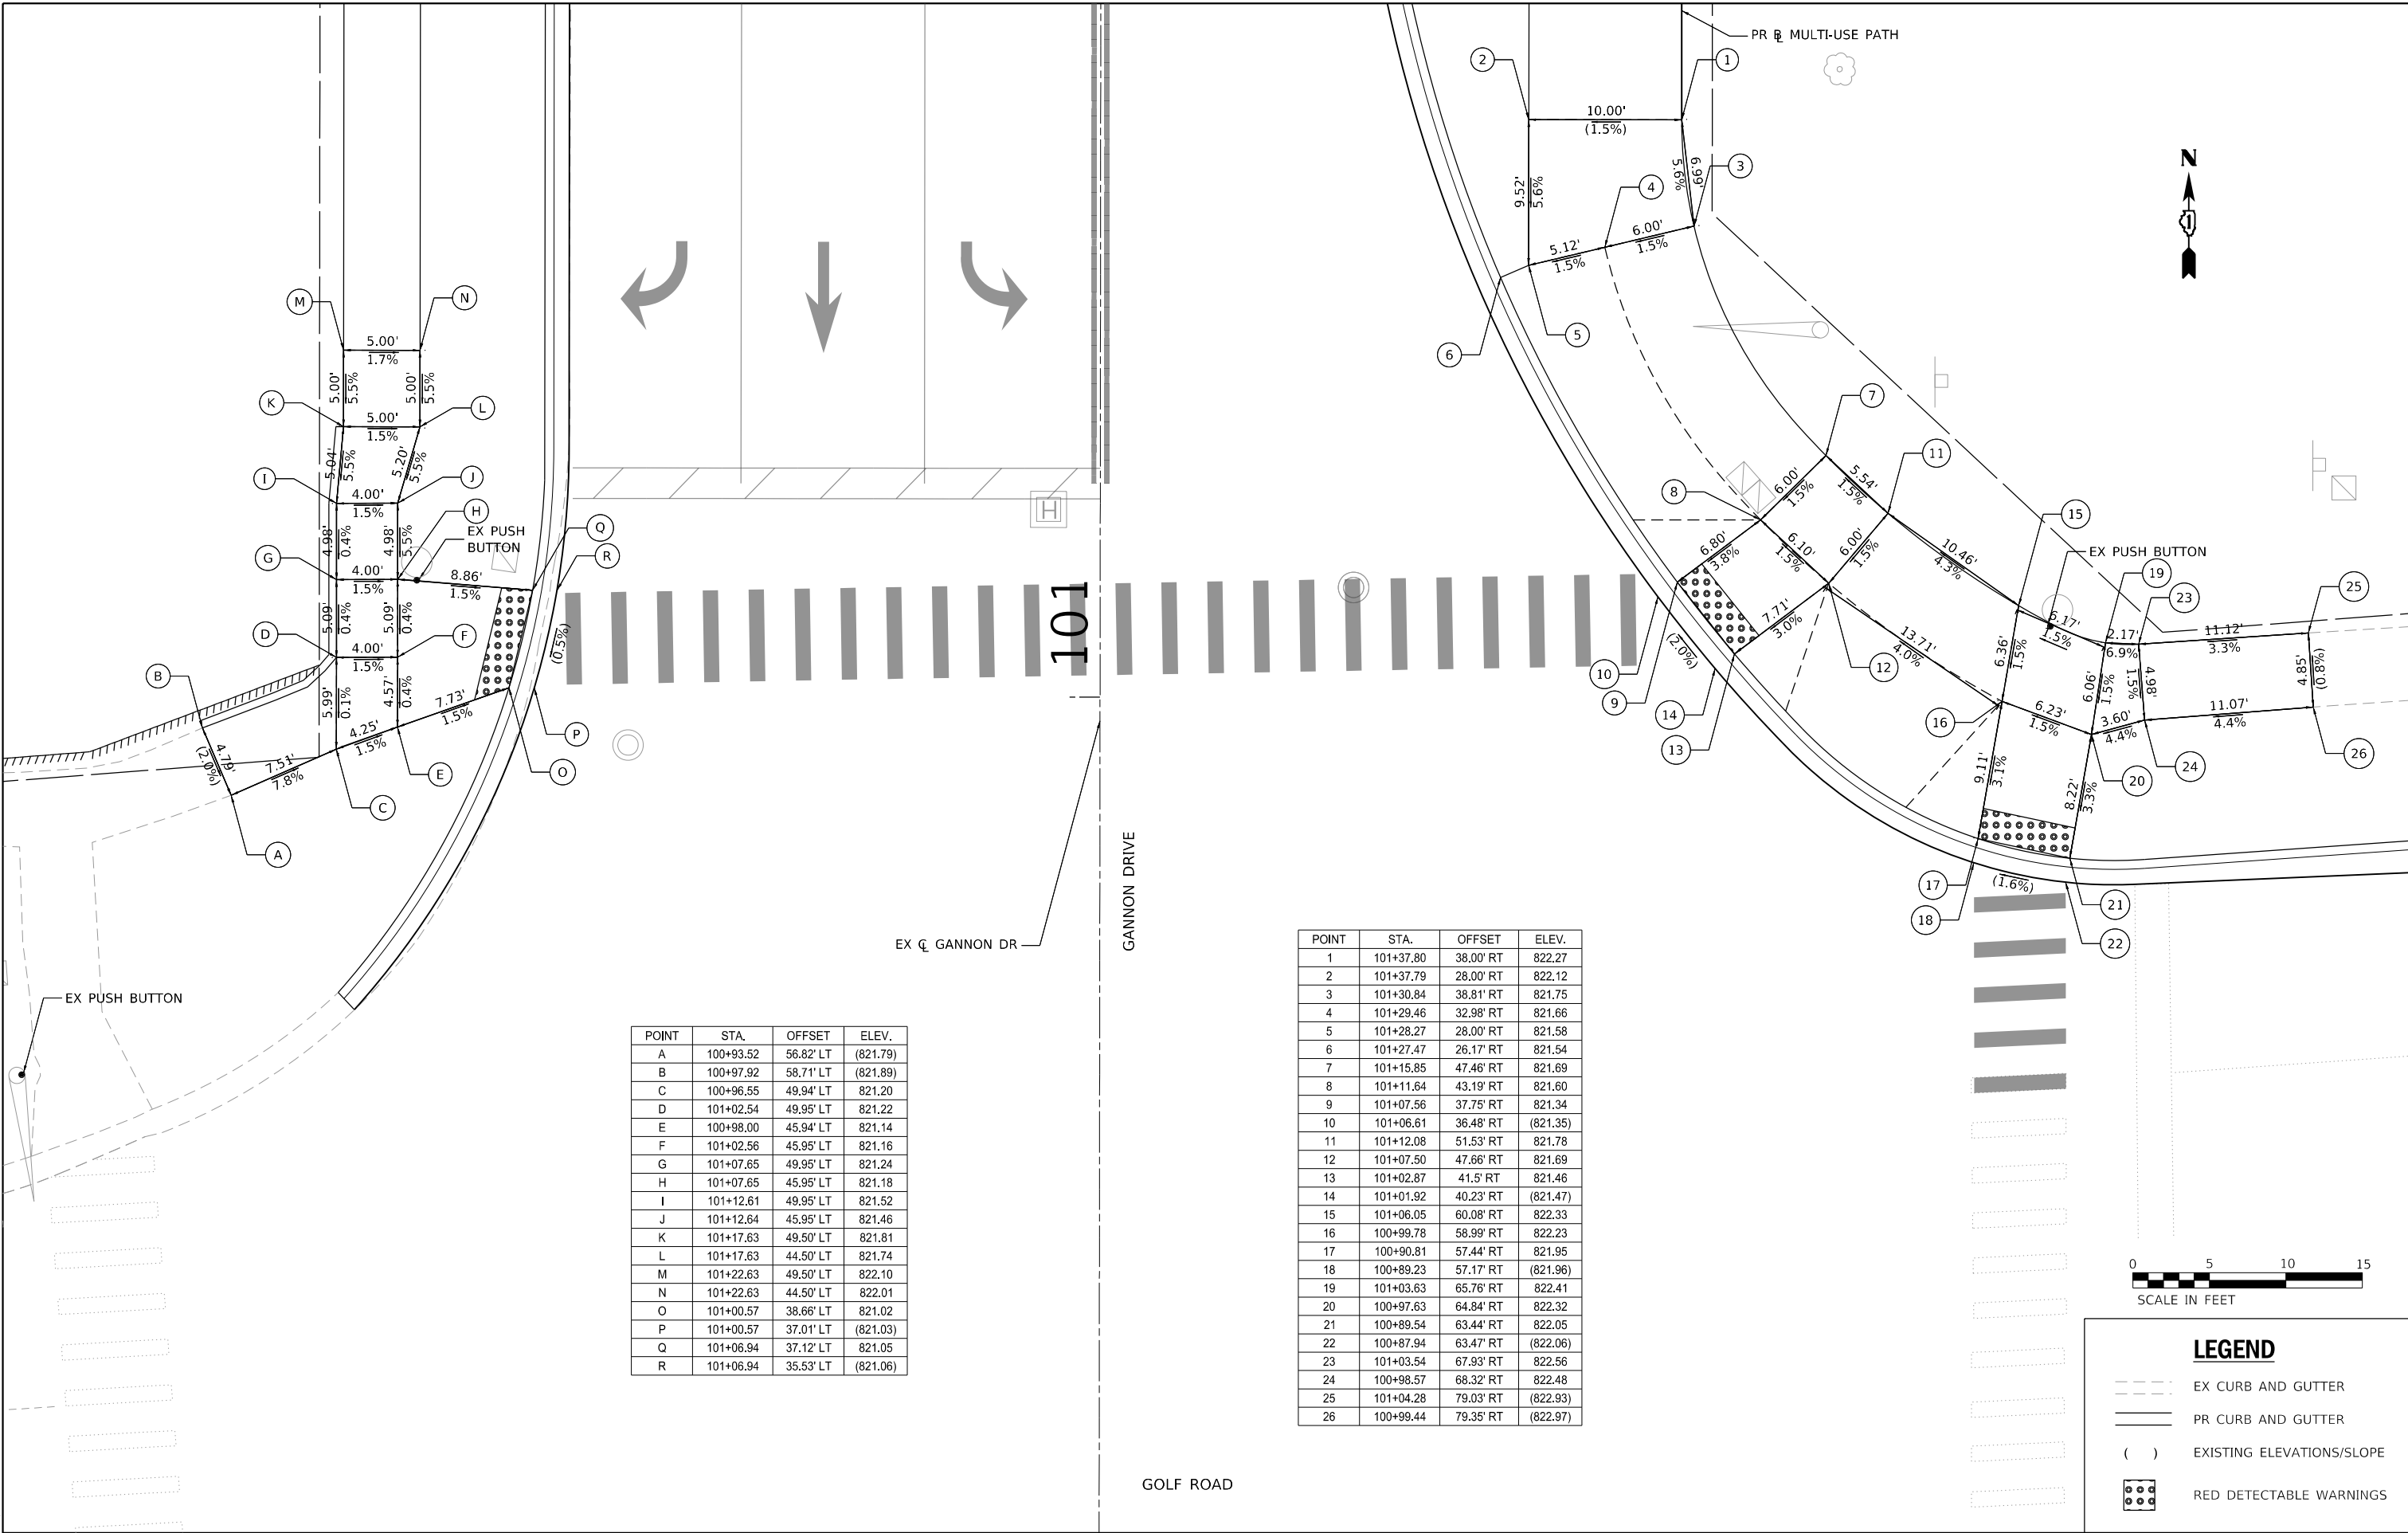 PR ℞ MULTI-USE PATH
2
1
10.00'
(1.5%)
N
3
6.99'
5.6%
4
9.52'
5.6%
6.00'
1.5%
5.12'
1.5%
5
6
M
N
5.00'
1.7%
5.00'
5.5%
5.00'
5.5%
K
L
5.00'
1.5%
5.04'
5.5%
5.20'
5.5%
I
J
4.00'
1.5%
H
EX PUSH
BUTTON
4.98'
0.4%
4.98'
5.5%
Q
R
G
4.00'
1.5%
8.86'
1.5%
5.09'
0.4%
5.09'
0.4%
D
F
4.00'
1.5%
(0.5%)
B
5.99'
0.1%
4.57'
0.4%
7.73'
1.5%
4.25'
1.5%
4.79'
(2.0%)
7.51'
7.8%
P
O
E
C
A
H
101
7
11
8
6.00'
1.5%
5.54'
1.5%
15
6.80'
3.8%
6.10'
1.5%
6.00'
1.5%
10.46'
4.3%
EX PUSH BUTTON
19
23
25
7.71'
3.0%
13.71'
4.0%
6.17'
1.5%
2.17'
6.9%
11.12'
3.3%
(2.0%)
10
9
14
13
12
6.36'
1.5%
6.06'
1.5%
4.98'
1.5%
4.85'
(0.8%)
16
6.23'
1.5%
3.60'
4.4%
11.07'
4.4%
26
24
20
9.11'
3.1%
8.22'
3.3%
17
(1.6%)
18
21
22
EX ℄ GANNON DR
GANNON DRIVE
EX PUSH BUTTON
POINT STA. OFFSET ELEV.
A 100+93.52 56.82' LT (821.79)
B 100+97.92 58.71' LT (821.89)
C 100+96.55 49.94' LT 821.20
D 101+02.54 49.95' LT 821.22
E 100+98.00 45.94' LT 821.14
F 101+02.56 45.95' LT 821.16
G 101+07.65 49.95' LT 821.24
H 101+07.65 45.95' LT 821.18
I 101+12.61 49.95' LT 821.52
J 101+12.64 45.95' LT 821.46
K 101+17.63 49.50' LT 821.81
L 101+17.63 44.50' LT 821.74
M 101+22.63 49.50' LT 822.10
N 101+22.63 44.50' LT 822.01
O 101+00.57 38.66' LT 821.02
P 101+00.57 37.01' LT (821.03)
Q 101+06.94 37.12' LT 821.05
R 101+06.94 35.53' LT (821.06)
POINT STA. OFFSET ELEV.
1 101+37.80 38.00' RT 822.27
2 101+37.79 28.00' RT 822.12
3 101+30.84 38.81' RT 821.75
4 101+29.46 32.98' RT 821.66
5 101+28.27 28.00' RT 821.58
6 101+27.47 26.17' RT 821.54
7 101+15.85 47.46' RT 821.69
8 101+11.64 43.19' RT 821.60
9 101+07.56 37.75' RT 821.34
10 101+06.61 36.48' RT (821.35)
11 101+12.08 51.53' RT 821.78
12 101+07.50 47.66' RT 821.69
13 101+02.87 41.5' RT 821.46
14 101+01.92 40.23' RT (821.47)
15 101+06.05 60.08' RT 822.33
16 100+99.78 58.99' RT 822.23
17 100+90.81 57.44' RT 821.95
18 100+89.23 57.17' RT (821.96)
19 101+03.63 65.76' RT 822.41
20 100+97.63 64.84' RT 822.32
21 100+89.54 63.44' RT 822.05
22 100+87.94 63.47' RT (822.06)
23 101+03.54 67.93' RT 822.56
24 100+98.57 68.32' RT 822.48
25 101+04.28 79.03' RT (822.93)
26 100+99.44 79.35' RT (822.97)
GOLF ROAD
0 5 10 15
SCALE IN FEET
LEGEND
EX CURB AND GUTTER
PR CURB AND GUTTER
( ) EXISTING ELEVATIONS/SLOPE
RED DETECTABLE WARNINGS